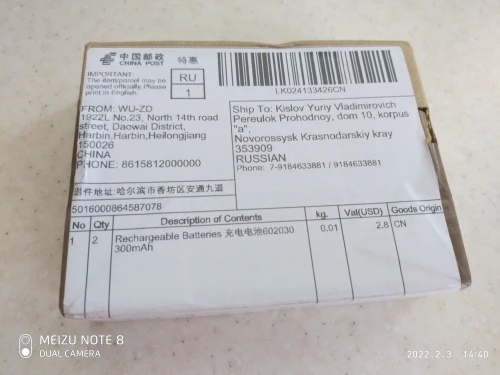 中国邮政
CHINA POST
特惠
IMPORTANT:
The item/parcel may be
opened officially. Please
print in English.
RU
1
LK024133426CN
FROM: WU-ZD
1922L No,23, North 14th road
street, Daowai District,
Harbin,Harbin,Heilongjiang
150026
CHINA
PHONE: 8615812000000
Ship To: Kislov Yuriy Vladimirovich
Pereulok Prohodnoy, dom 10, korpus
"a",
Novorossysk Krasnodarskiy kray
353909
RUSSIAN
Phone: 7-9184633881 / 9184633881
退件地址:哈尔滨市香坊区安通九道
5016000864587078
No Qty Description of Contents kg. Val(USD) Goods Origin
1 2 Rechargeable Batteries 充电电池602030 0.01 2.8 CN
300mAh
MEIZU NOTE 8
DUAL CAMERA
2022.2.3 14:40